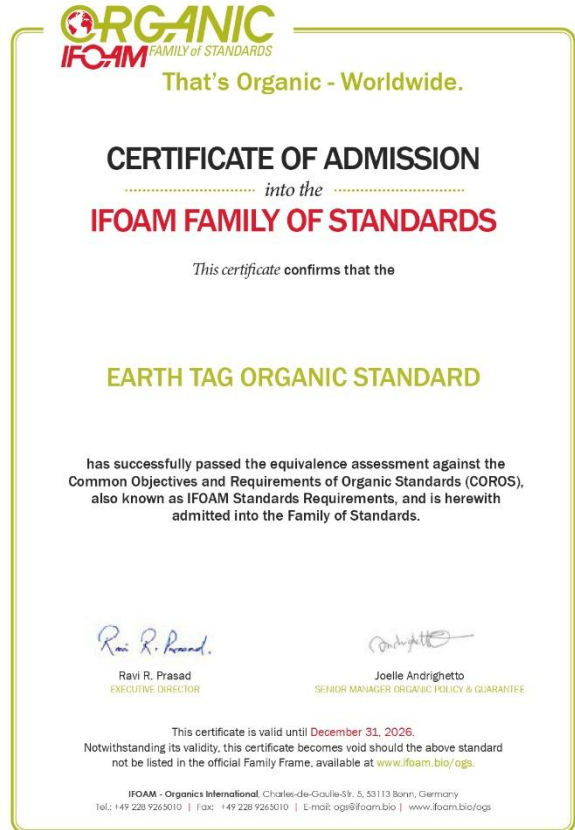 ORGANIC
IFOAM FAMILY of STANDARDS
That's Organic - Worldwide.
CERTIFICATE OF ADMISSION
into the
IFOAM FAMILY OF STANDARDS
This certificate confirms that the
EARTH TAG ORGANIC STANDARD
has successfully passed the equivalence assessment against the
Common Objectives and Requirements of Organic Standards (COROS),
also known as IFOAM Standards Requirements, and is herewith
admitted into the Family of Standards.
Ravi R. Prasad.
Ravi R. Prasad
EXECUTIVE DIRECTOR
Andrighetto
Joelle Andrighetto
SENIOR MANAGER ORGANIC POLICY & GUARANTEE
This certificate is valid until December 31, 2026.
Notwithstanding its validity, this certificate becomes void should the above standard
not be listed in the official Family Frame, available at www.ifoam.bio/ogs.
IFOAM - Organics International, Charles-de-Gaulle-Str. 5, 53113 Bonn, Germany
Tel.: +49 228 9265010 | Fax: +49 228 9265010 | E-mail: ogs@ifoam.bio | www.ifoam.bio/ogs